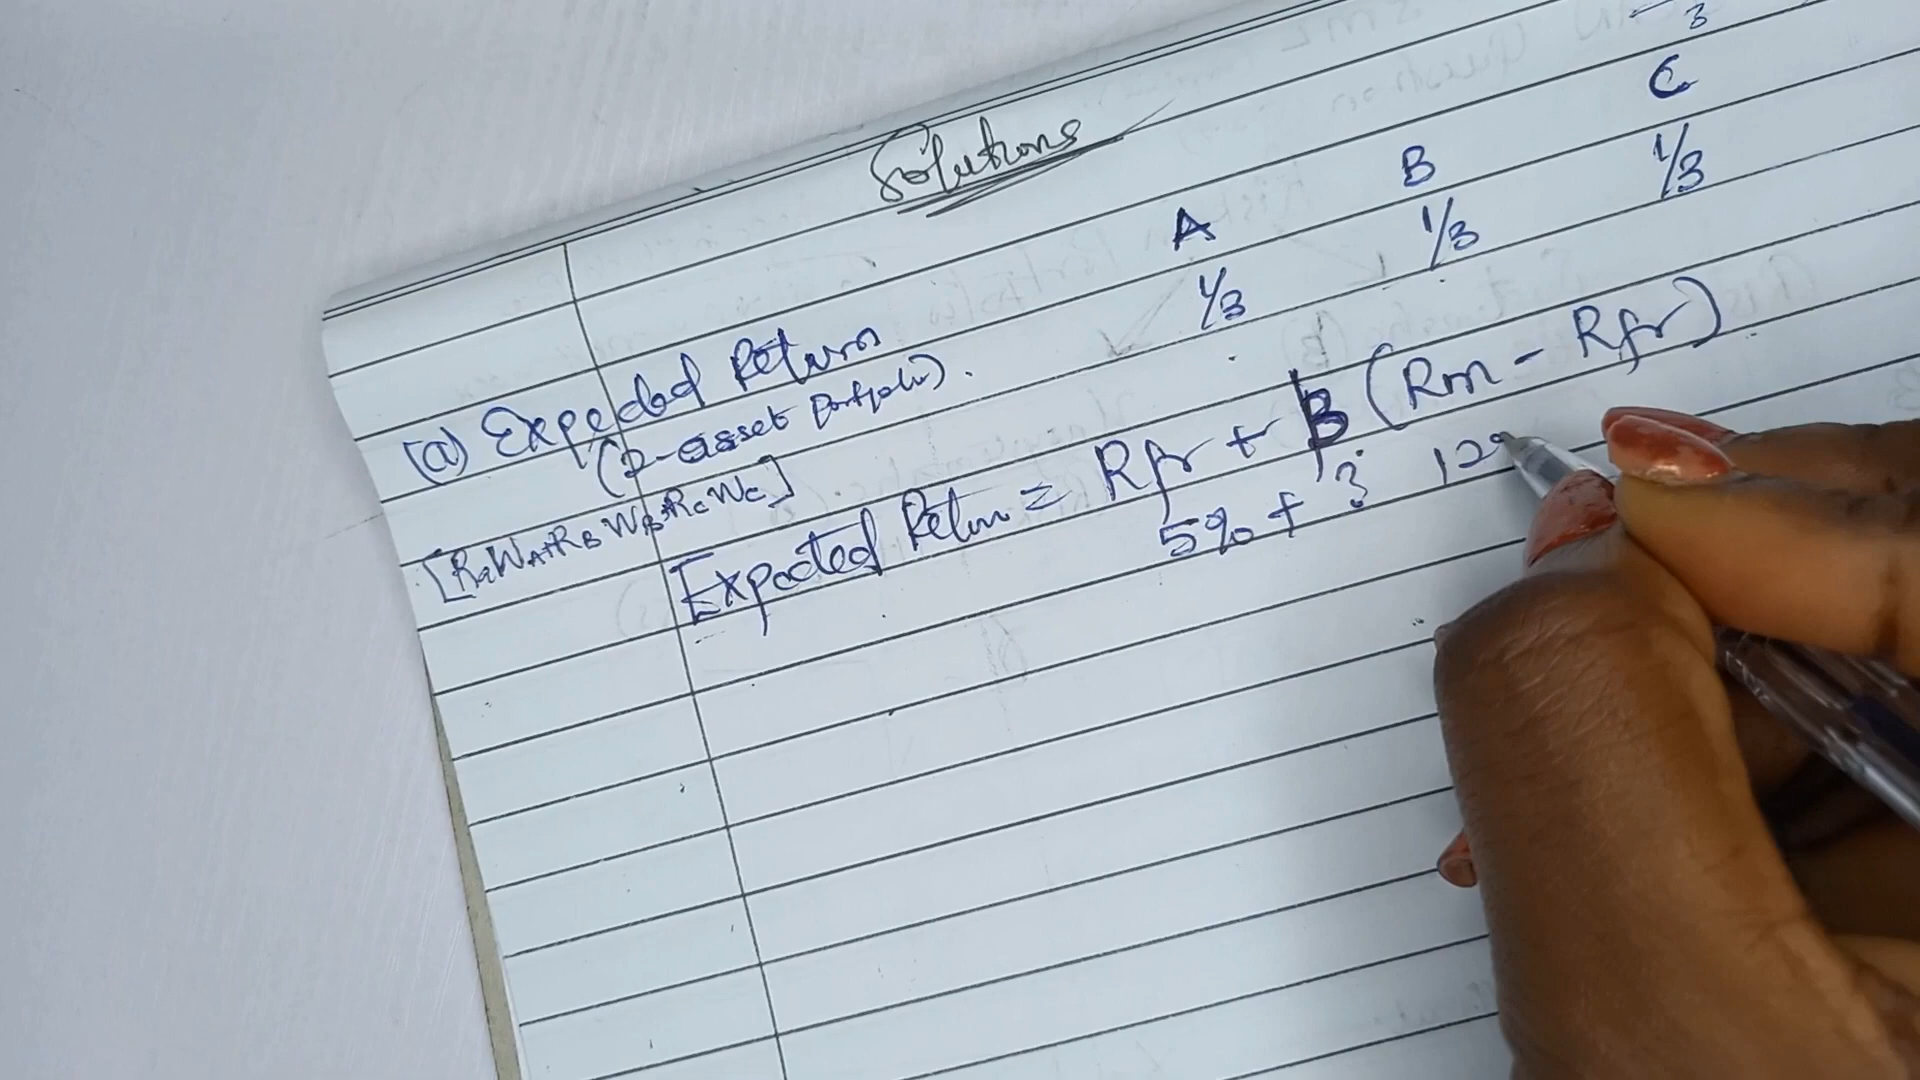 3
Solutions
A B C
1/3 1/3 1/3
(a) Expected Return
(2-asset Portfolio).
[RaWA+RBWB+RcWc]
Expected Return = Rfr + B (Rm - Rfr)
5% + ? 12%